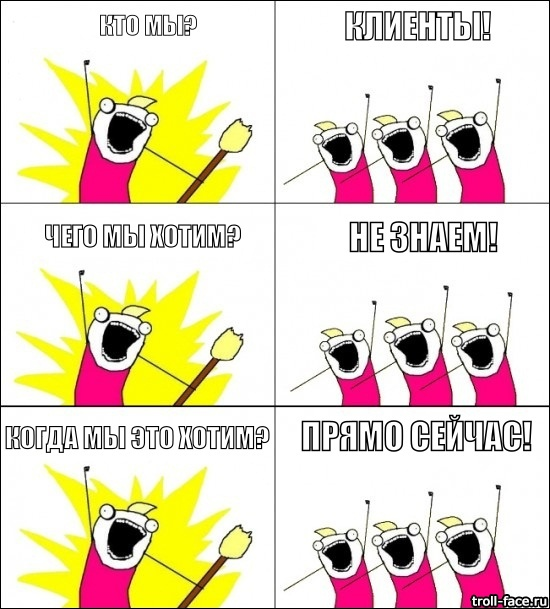 КТО МЫ?
КЛИЕНТЫ!
ЧЕГО МЫ ХОТИМ?
НЕ ЗНАЕМ!
КОГДА МЫ ЭТО ХОТИМ?
ПРЯМО СЕЙЧАС!
troll-face.ru